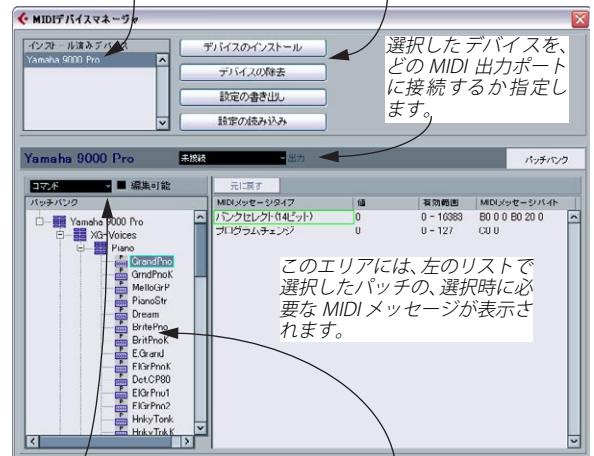 MIDIデバイスマネージャ
インストール済みデバイス
Yamaha 9000 Pro
デバイスのインストール
デバイスの除去
設定の書き出し
設定の読み込み
選択したデバイスを、
どの MIDI 出力ポート
に接続するか指定し
ます。
Yamaha 9000 Pro
未接続
出力
パッチバンク
コマンド
編集可能
元に戻す
パッチバンク
MIDIメッセージタイプ 値 有効範囲 MIDIメッセージバイト
バンクセレクト(14ビット) 0 0 - 16383 B0 0 0 B0 20 0
プログラムチェンジ 0 0 - 127 C0 0
Yamaha 9000 Pro
XG-Voices
Piano
GrandPno
GrndPnoK
MelloGrP
PianoStr
Dream
BritePno
BritPnoK
E.Grand
ElGrPnoK
Det.CP80
ElGrPno1
ElGrPno2
HnkyTonk
HnkyTnkK
このエリアには、左のリストで
選択したパッチの、選択時に必
要な MIDI メッセージが表示さ
れます。